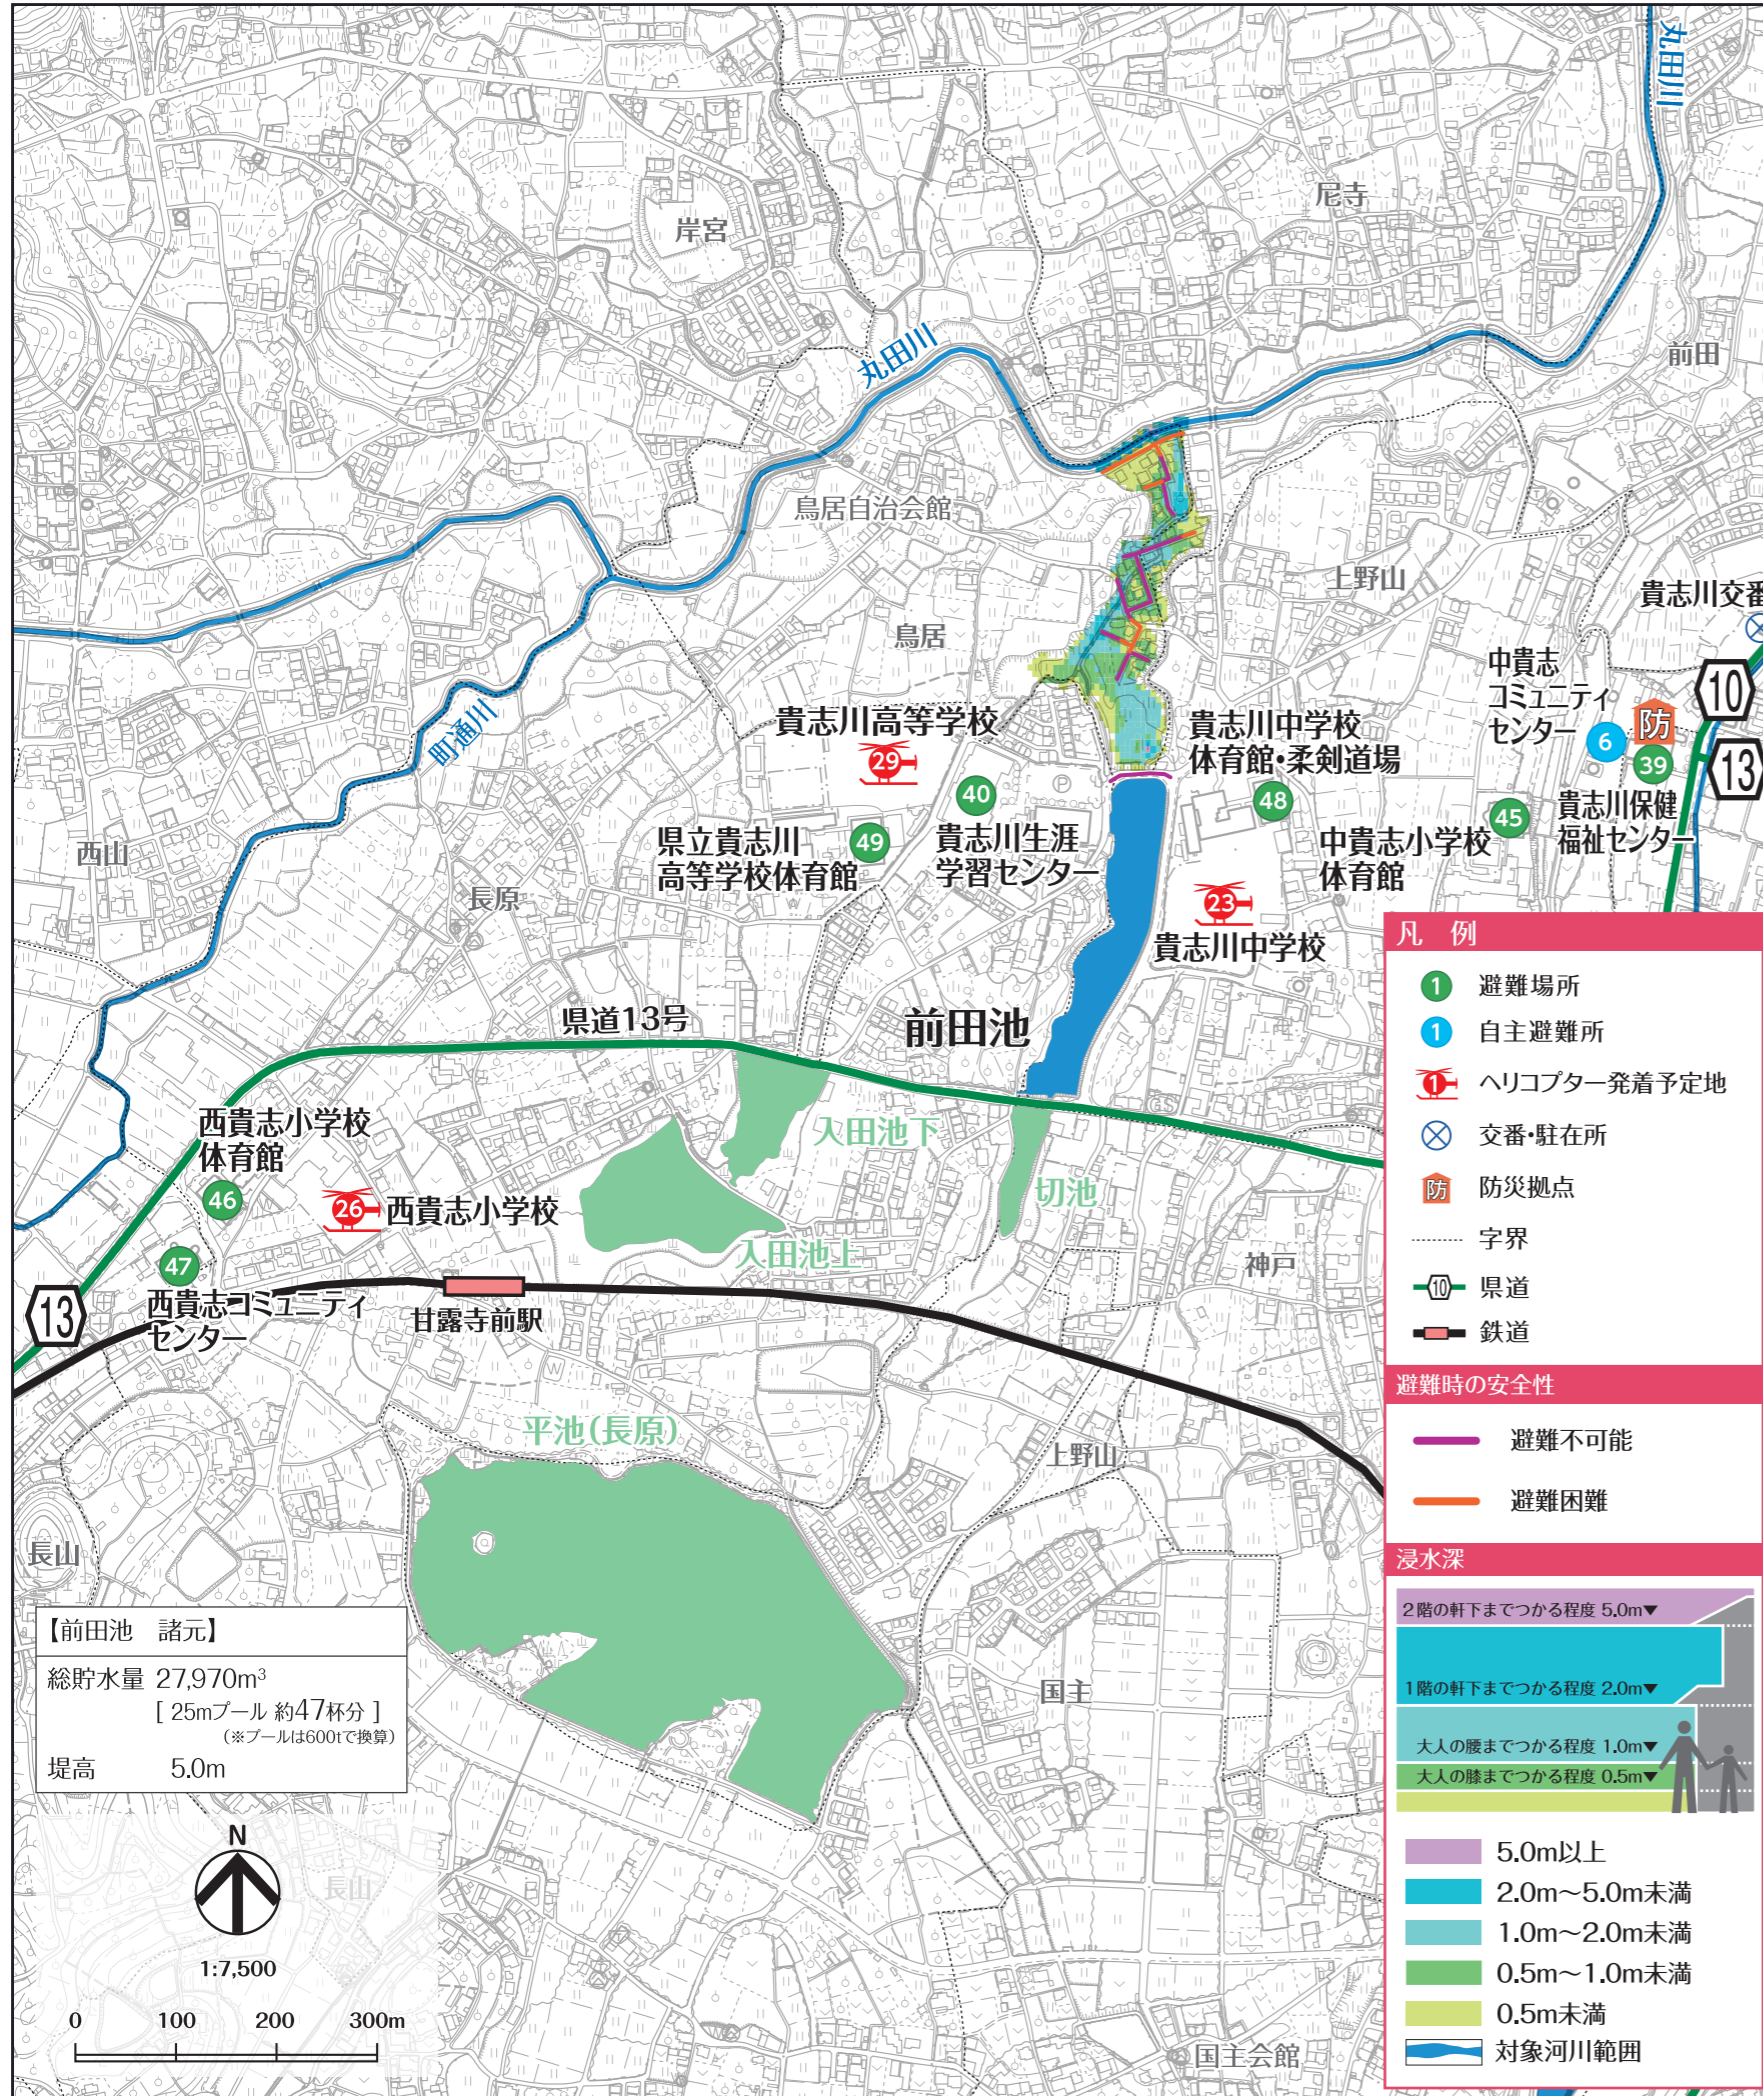 丸田川
尼寺
岸宮
前田
丸田川
鳥居自治会館
上野山
貴志川交番
鳥居
中貴志
コミュニティ
センター
10
防
6
39
13
貴志川高等学校
29
貴志川中学校
体育館・柔剣道場
町通川
40
48
45
貴志川保健
福祉センター
P
県立貴志川
高等学校体育館
49
貴志川生涯
学習センター
中貴志小学校
体育館
西山
長原
23
貴志川中学校
県道13号
前田池
西貴志小学校
体育館
入田池下
46
26
西貴志小学校
切池
47
入田池上
神戸
13
西貴志コミュニティ
センター
甘露寺前駅
平池(長原)
上野山
長山
国主
長山
国主会館
凡 例
1 避難場所
1 自主避難所
1 ヘリコプター発着予定地
交番・駐在所
防 防災拠点
字界
10 県道
鉄道
避難時の安全性
避難不可能
避難困難
浸水深
2階の軒下までつかる程度 5.0m▼
1階の軒下までつかる程度 2.0m▼
大人の腰までつかる程度 1.0m▼
大人の膝までつかる程度 0.5m▼
5.0m以上
2.0m～5.0m未満
1.0m～2.0m未満
0.5m～1.0m未満
0.5m未満
対象河川範囲
【前田池 諸元】
総貯水量 27,970m³
[ 25mプール 約47杯分 ]
(※プールは600tで換算)
堤高 5.0m
N
1:7,500
0 100 200 300m